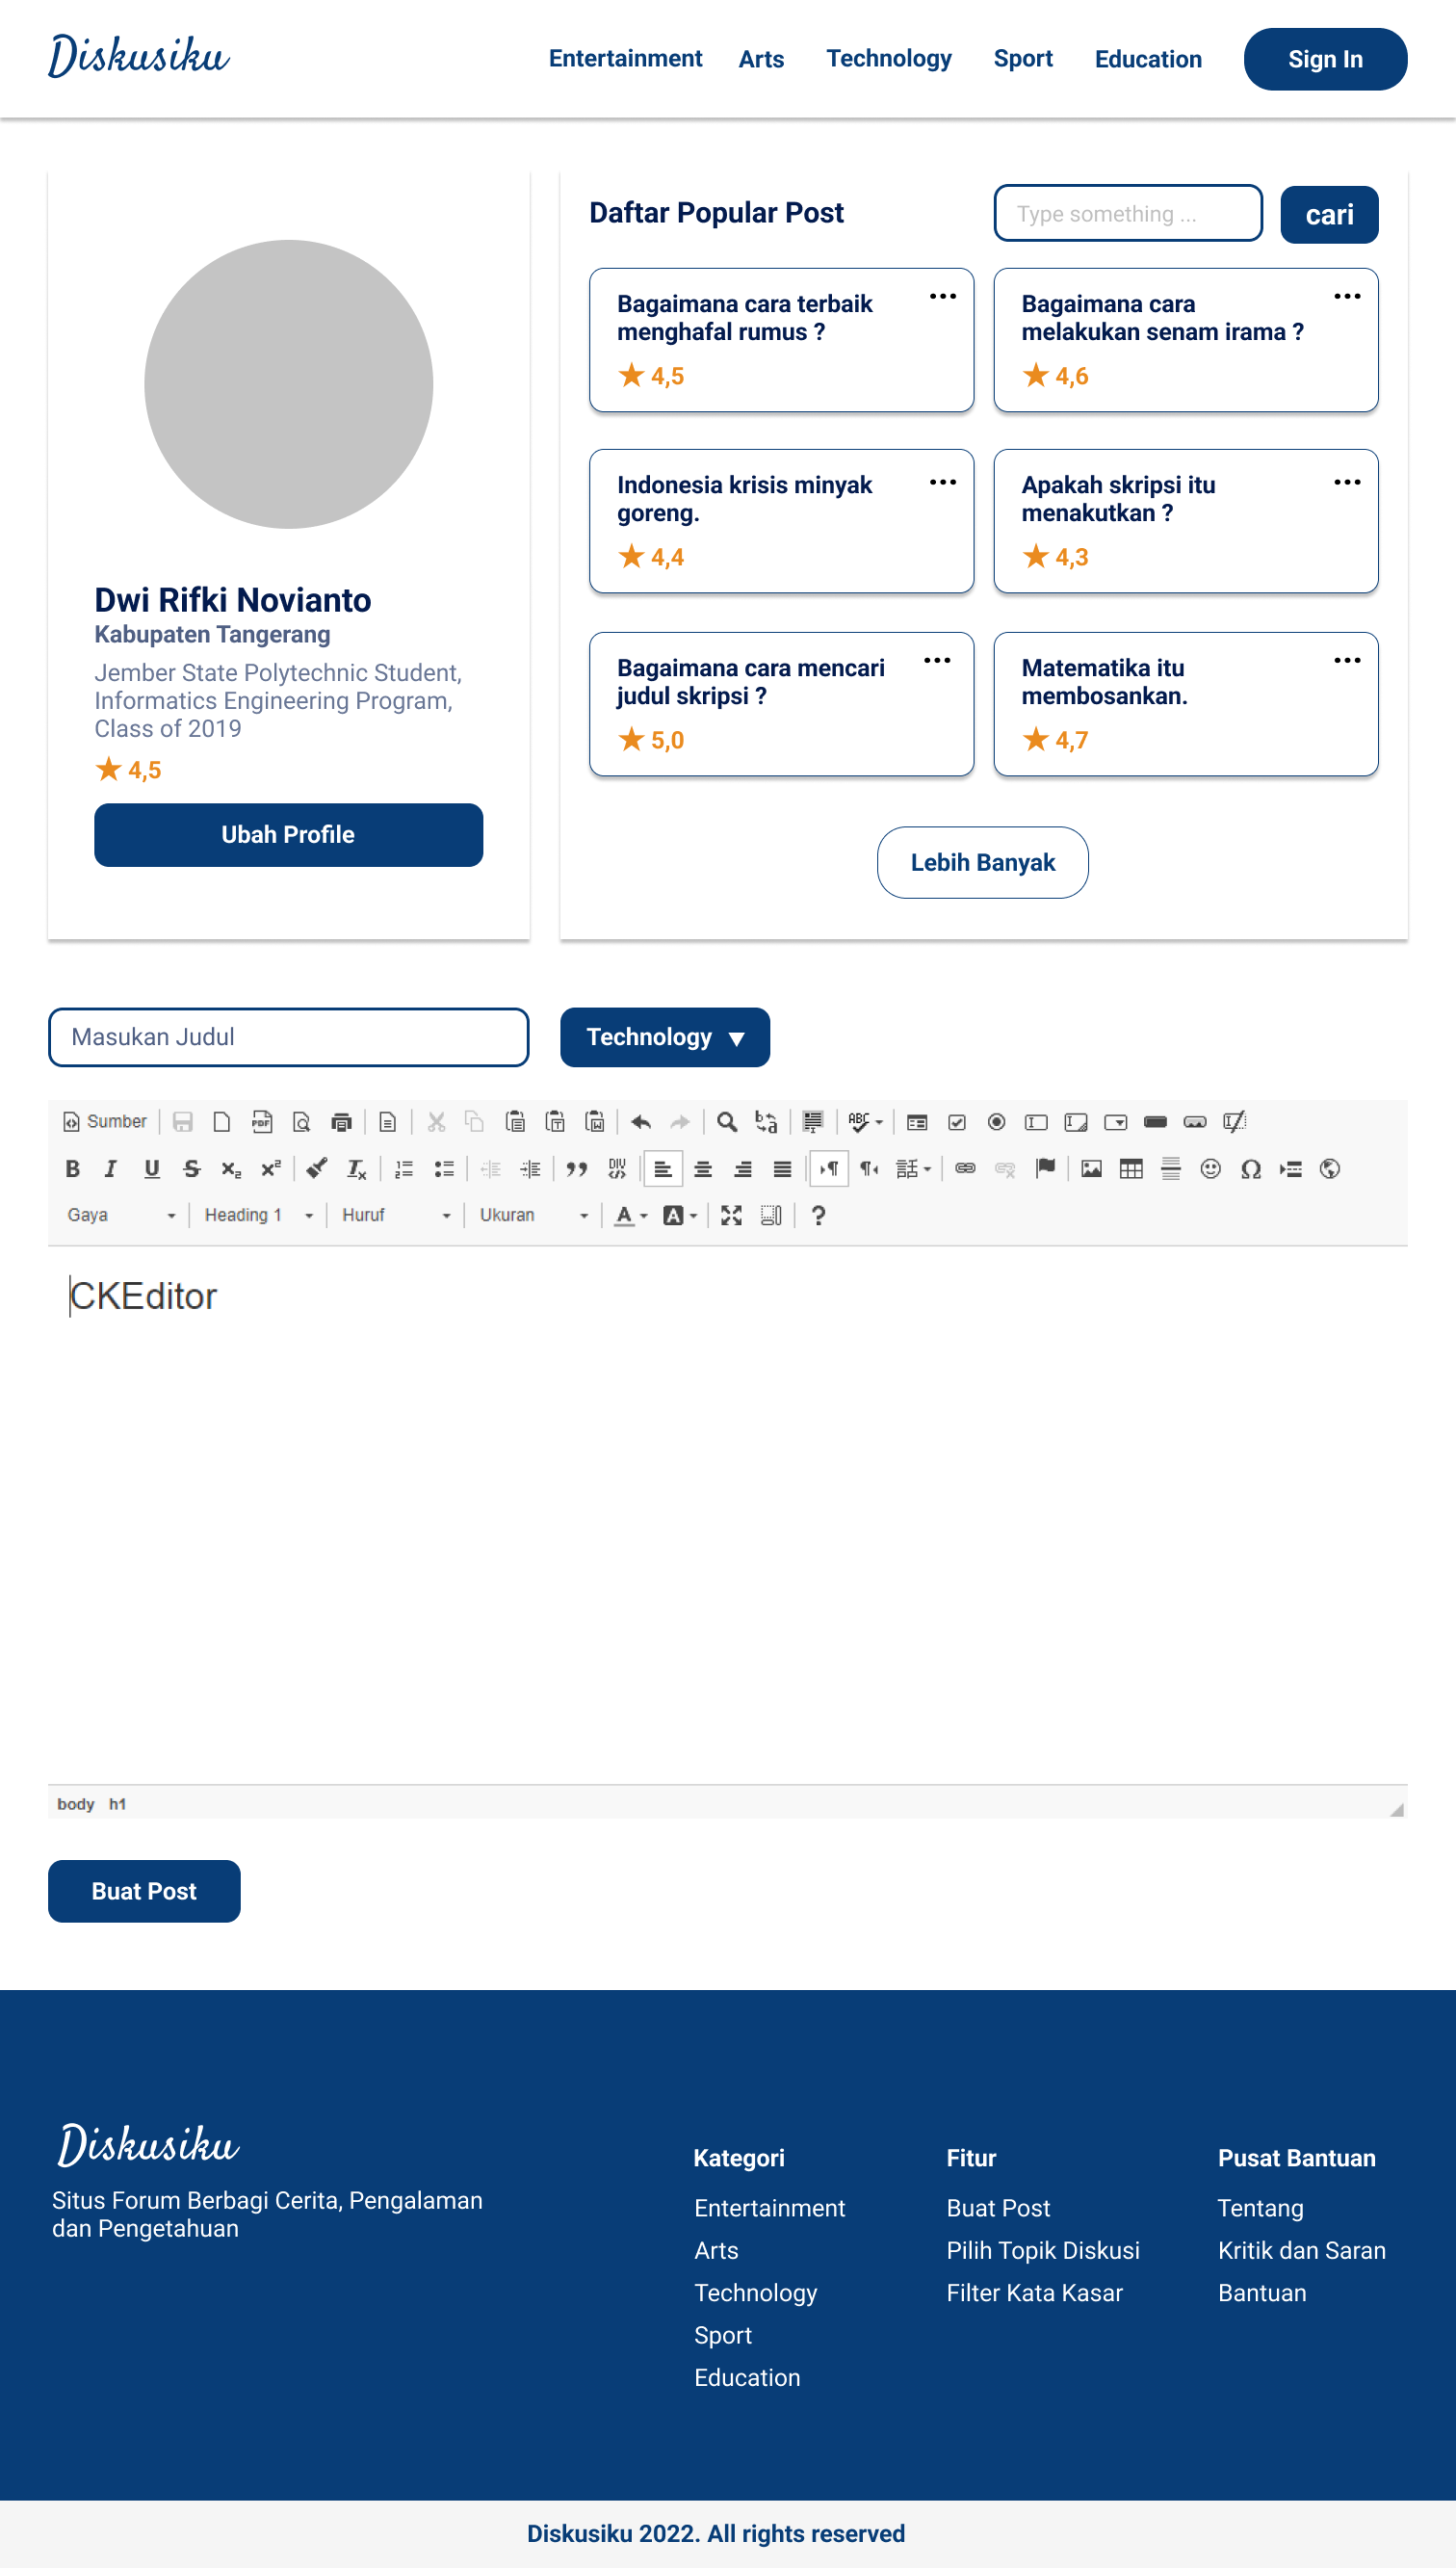 Diskusiku
Entertainment Arts Technology Sport Education Sign In
Dwi Rifki Novianto
Kabupaten Tangerang
Jember State Polytechnic Student,
Informatics Engineering Program,
Class of 2019
4,5
Ubah Profile
Daftar Popular Post
Type something ...
cari
Bagaimana cara terbaik
menghafal rumus ?
4,5
Bagaimana cara
melakukan senam irama ?
4,6
Indonesia krisis minyak
goreng.
4,4
Apakah skripsi itu
menakutkan ?
4,3
Bagaimana cara mencari
judul skripsi ?
5,0
Matematika itu
membosankan.
4,7
Lebih Banyak
Masukan Judul
Technology
Sumber
Gaya Heading 1 Huruf Ukuran
CKEditor
body h1
Buat Post
Diskusiku
Situs Forum Berbagi Cerita, Pengalaman
dan Pengetahuan
Kategori
Entertainment
Arts
Technology
Sport
Education
Fitur
Buat Post
Pilih Topik Diskusi
Filter Kata Kasar
Pusat Bantuan
Tentang
Kritik dan Saran
Bantuan
Diskusiku 2022. All rights reserved